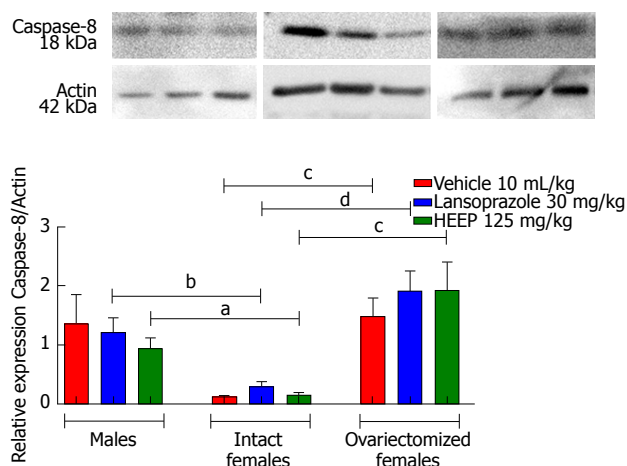 Caspase-8
18 kDa
Actin
42 kDa
c
Vehicle 10 mL/kg
d
Lansoprazole 30 mg/kg
c
HEEP 125 mg/kg
b
a
Relative expression Caspase-8/Actin
3
2
1
0
Males
Intact
females
Ovariectomized
females